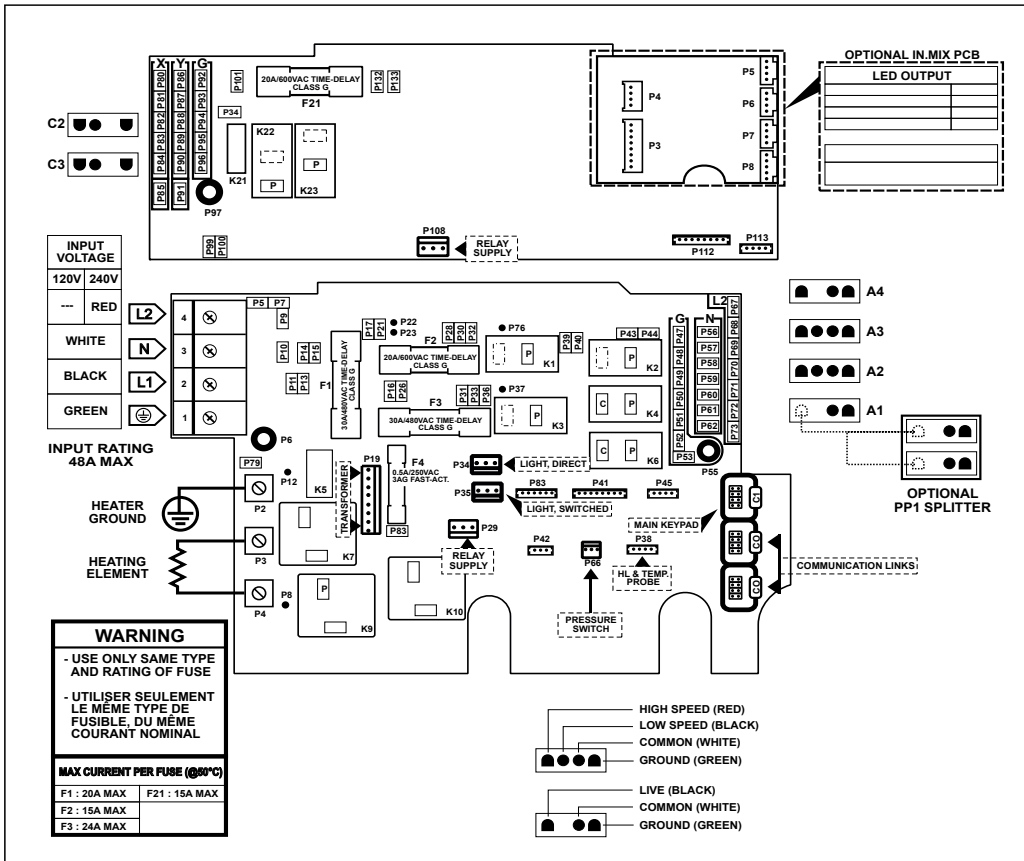 X Y G
P80 P86 P92
P81 P87 P93
P82 P88 P94
P83 P89 P95
P84 P90 P96
P85 P91
P97
C2
C3
P101
20A/600VAC TIME-DELAY
CLASS G
F21
P132
P133
P34
K21
K22
P
K23
P
P99
P100
P108
RELAY
SUPPLY
P4
P3
P5
P6
P7
P8
P112
P113
OPTIONAL IN.MIX PCB
LED OUTPUT
INPUT
VOLTAGE
120V 240V
--- RED
WHITE
BLACK
GREEN
L2
N
L1
4
3
2
1
INPUT RATING
48A MAX
P5 P7
P9
P10
P14
P15
P11
P13
P6
P79
P12
F1
30A/480VAC TIME-DELAY
CLASS G
P17
P21
P22
P23
P28
P30
P32
F2
20A/600VAC TIME-DELAY
CLASS G
P16
P26
P31
P33
P36
F3
30A/480VAC TIME-DELAY
CLASS G
P76
P
K1
P39
P40
P43 P44
P
K2
P37
P
K3
C P
K4
C P
K6
L2
G N
P47
P48
P49
P50
P51
P52
P53
P56
P57
P58
P59
P60
P61
P62
P67
P68
P69
P70
P71
P72
P73
P55
A4
A3
A2
A1
OPTIONAL
PP1 SPLITTER
HEATER
GROUND
HEATING
ELEMENT
P2
P3
P4
P8
K5
K7
P
K9
K10
TRANSFORMER
P19
F4
0.5A/250VAC
3AG FAST-ACT.
P83
P34
LIGHT, DIRECT
P35
LIGHT, SWITCHED
P29
RELAY
SUPPLY
P83
P41
P45
MAIN KEYPAD
P42
P66
P38
HL & TEMP.
PROBE
PRESSURE
SWITCH
C1
CO
CO
COMMUNICATION LINKS
WARNING
- USE ONLY SAME TYPE
AND RATING OF FUSE
- UTILISER SEULEMENT
LE MÊME TYPE DE
FUSIBLE, DU MÊME
COURANT NOMINAL
MAX CURRENT PER FUSE (@50°C)
F1 : 20A MAX F21 : 15A MAX
F2 : 15A MAX
F3 : 24A MAX
HIGH SPEED (RED)
LOW SPEED (BLACK)
COMMON (WHITE)
GROUND (GREEN)
LIVE (BLACK)
COMMON (WHITE)
GROUND (GREEN)